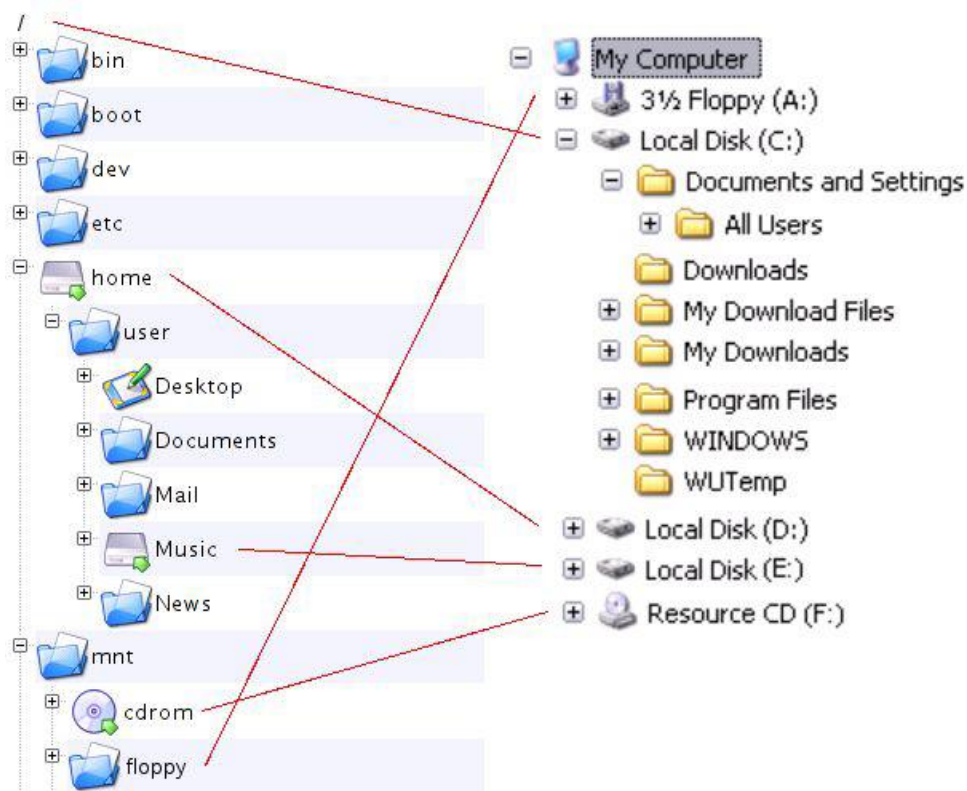 /
bin
boot
dev
etc
home
user
Desktop
Documents
Mail
Music
News
mnt
cdrom
floppy
My Computer
3½ Floppy (A:)
Local Disk (C:)
Documents and Settings
All Users
Downloads
My Download Files
My Downloads
Program Files
WINDOWS
WUTemp
Local Disk (D:)
Local Disk (E:)
Resource CD (F:)